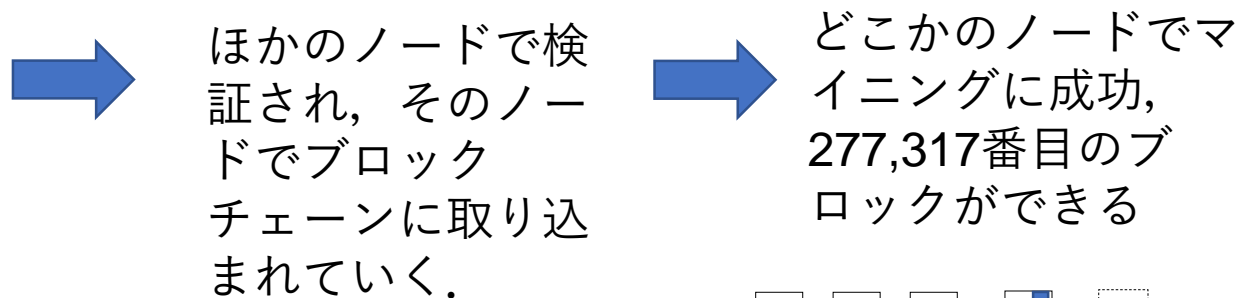 ほかのノードで検
証され，そのノー
ドでブロック
チェーンに取り込
まれていく．
どこかのノードでマ
イニングに成功，
277,317番目のブ
ロックができる